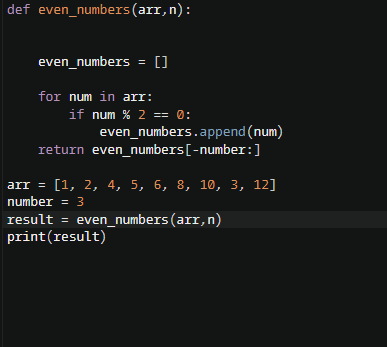 def even_numbers(arr,n):
    even_numbers = []
    for num in arr:
        if num % 2 == 0:
            even_numbers.append(num)
    return even_numbers[-number:]
arr = [1, 2, 4, 5, 6, 8, 10, 3, 12]
number = 3
result = even_numbers(arr,n)
print(result)